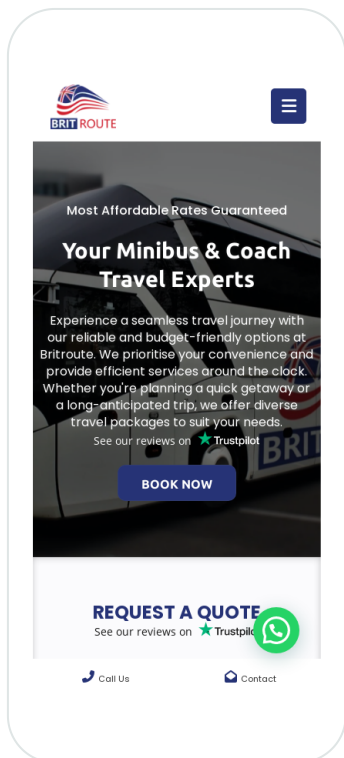 BRIT ROUTE
Most Affordable Rates Guaranteed
Your Minibus & Coach
Travel Experts
Experience a seamless travel journey with
our reliable and budget-friendly options at
Britroute. We prioritise your convenience and
provide efficient services around the clock.
Whether you're planning a quick getaway or
a long-anticipated trip, we offer diverse
travel packages to suit your needs.
See our reviews on Trustpilot
BRI
BOOK NOW
REQUEST A QUOTE
See our reviews on Trustpil
Call Us
Contact